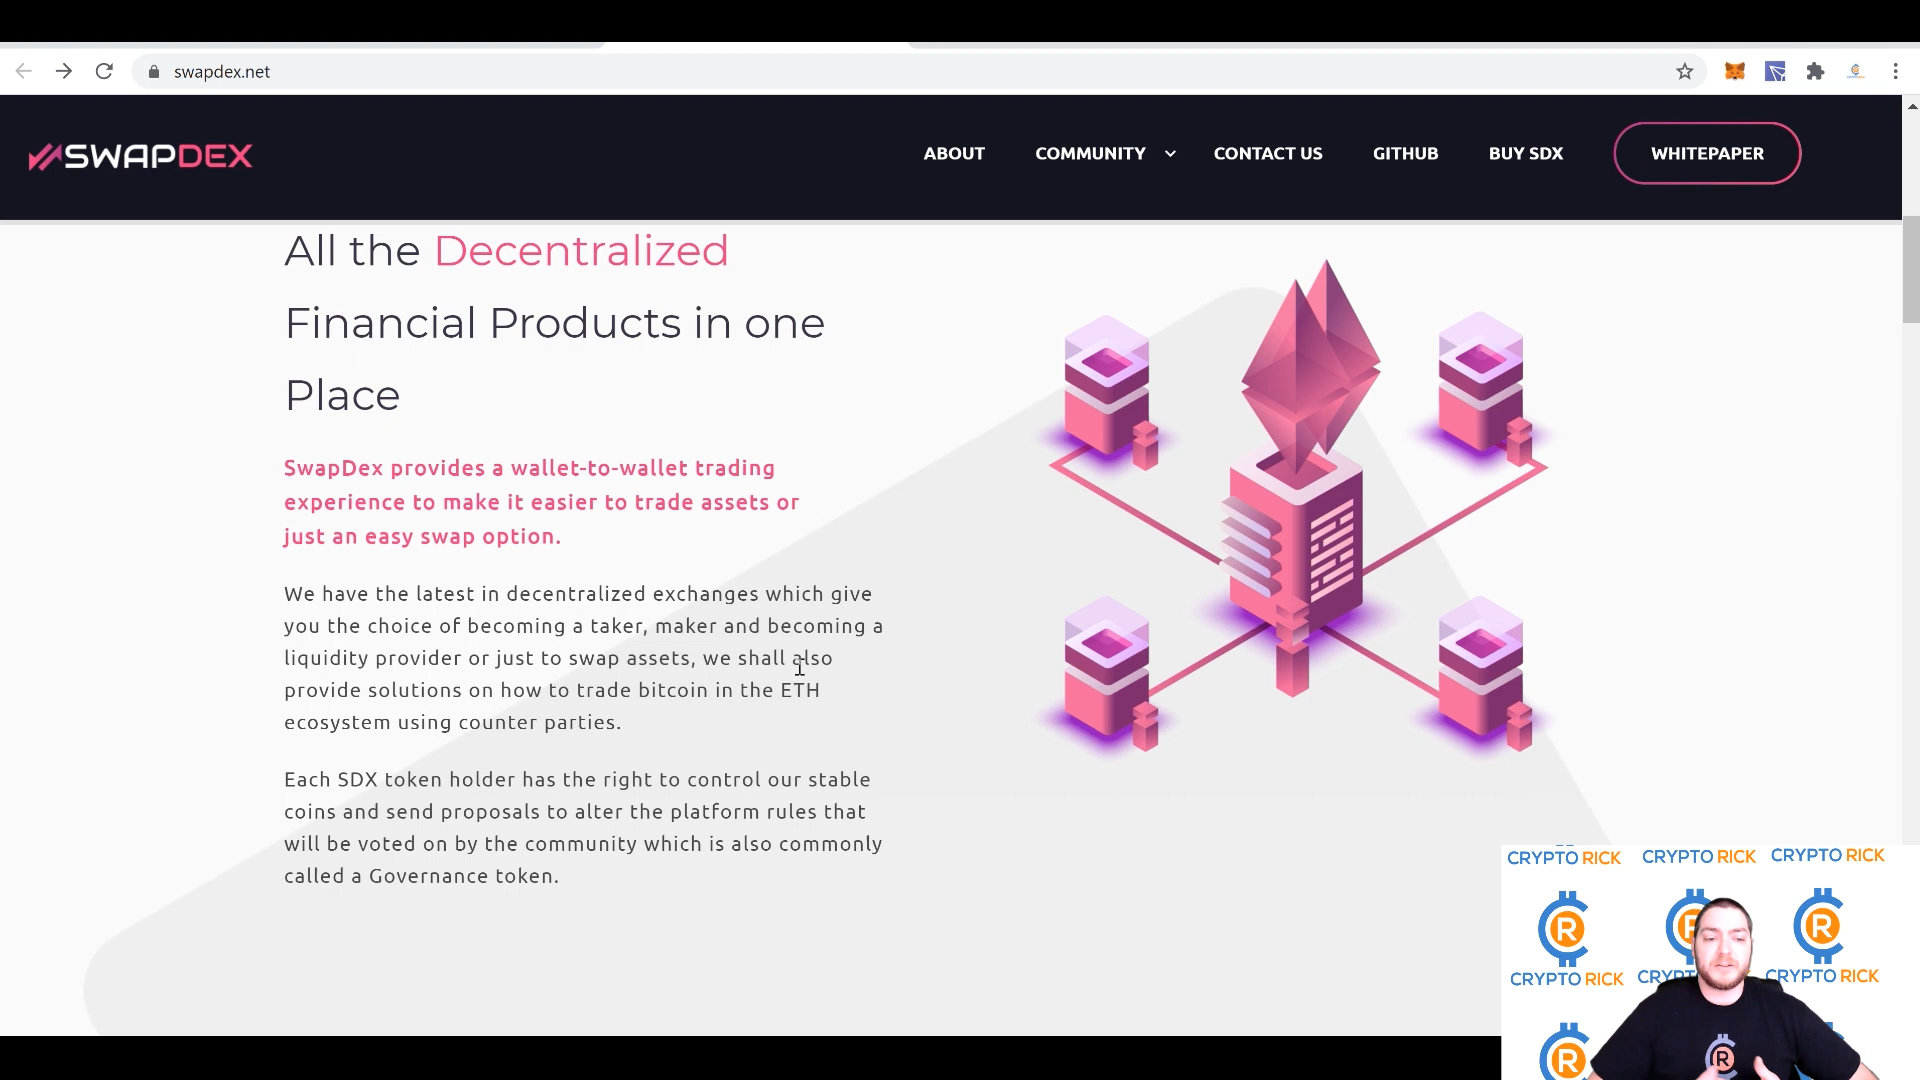 swapdex.net
SWAPDEX
ABOUT
COMMUNITY
CONTACT US
GITHUB
BUY SDX
WHITEPAPER
All the Decentralized
Financial Products in one
Place
SwapDex provides a wallet-to-wallet trading
experience to make it easier to trade assets or
just an easy swap option.
We have the latest in decentralized exchanges which give
you the choice of becoming a taker, maker and becoming a
liquidity provider or just to swap assets, we shall also
provide solutions on how to trade bitcoin in the ETH
ecosystem using counter parties.
Each SDX token holder has the right to control our stable
coins and send proposals to alter the platform rules that
will be voted on by the community which is also commonly
called a Governance token.
CRYPTO RICK CRYPTO RICK CRYPTO RICK
R R R
CRYPTO RICK CRYPTO RICK
R R